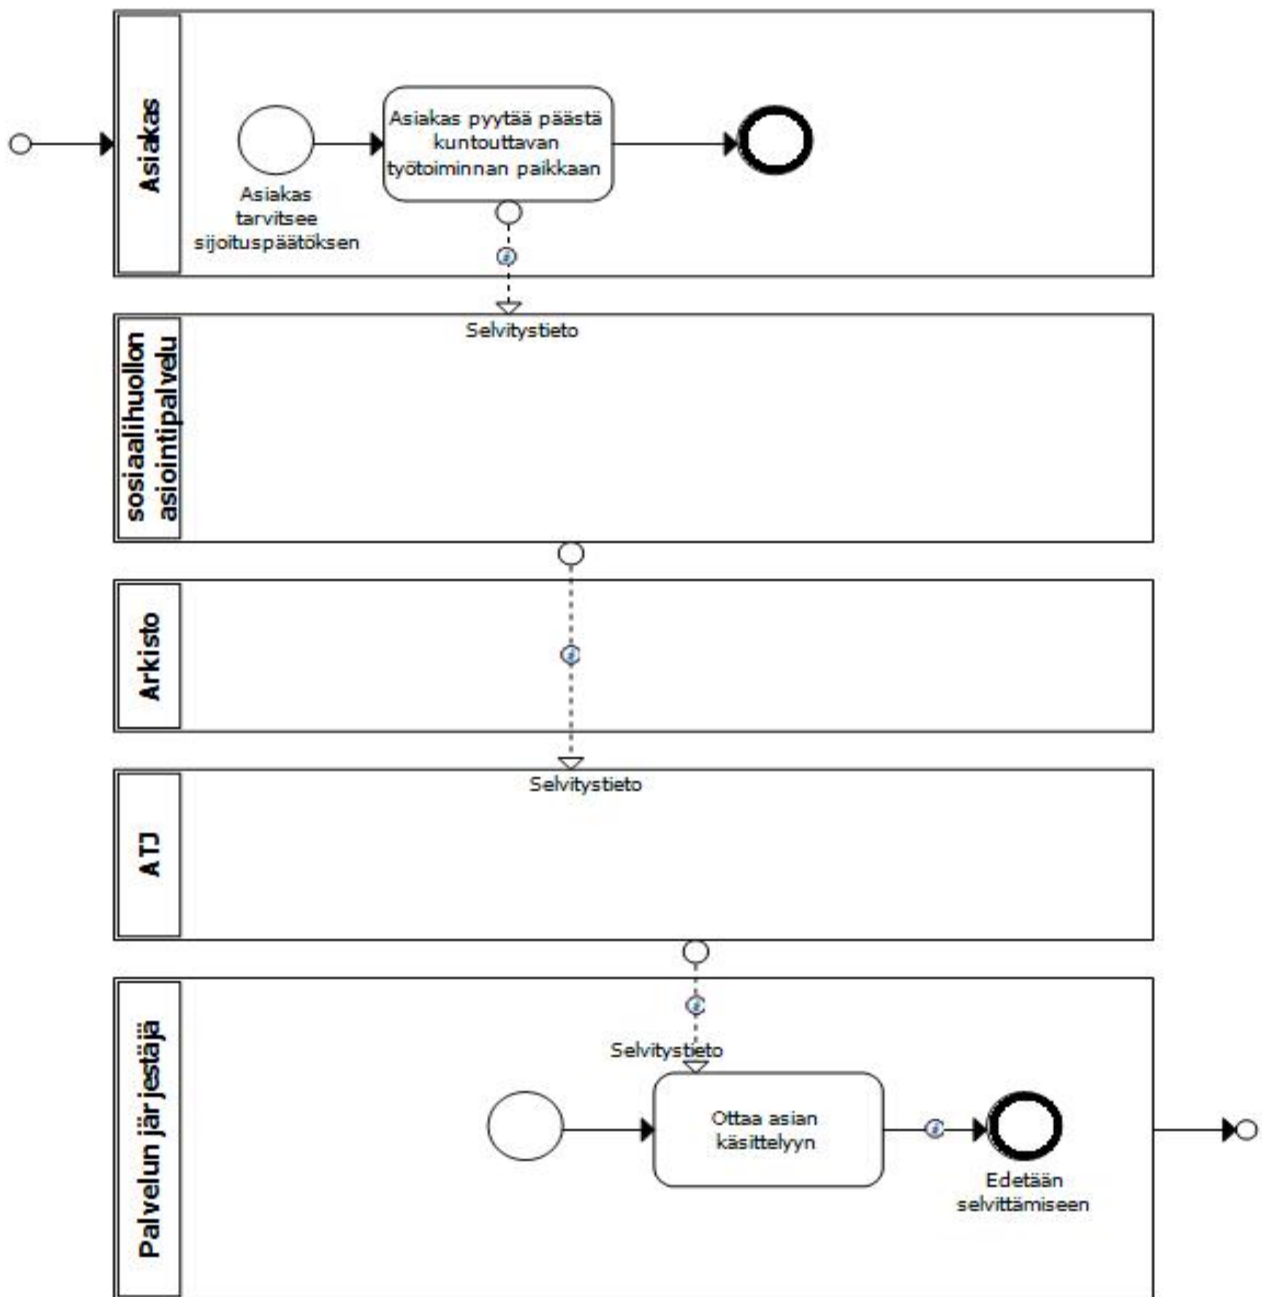 Asiakas
Asiakas pyytää päästä
kuntouttavan
työtoiminnan paikkaan
Asiakas
tarvitsee
sijoituspäätöksen
Selvitystieto
sosiaalihuollon
asiointipalvelu
Arkisto
Selvitystieto
ATJ
Palvelun järjestäjä
Selvitystieto
Ottaa asian
käsittelyyn
Edetään
selvittämiseen